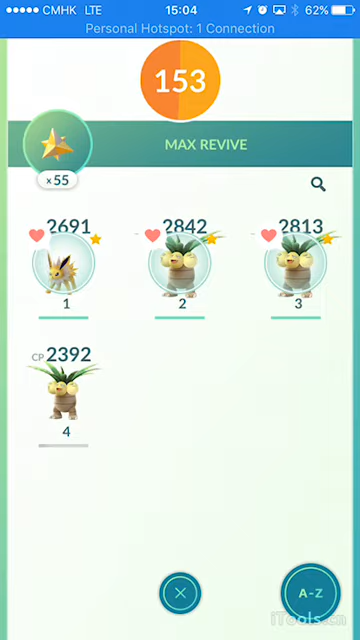 CMHK LTE 15:04 62%
Personal Hotspot: 1 Connection
153
MAX REVIVE
×55
2691 2842 2813
1 2 3
CP 2392
4
A-Z
iTools.cn